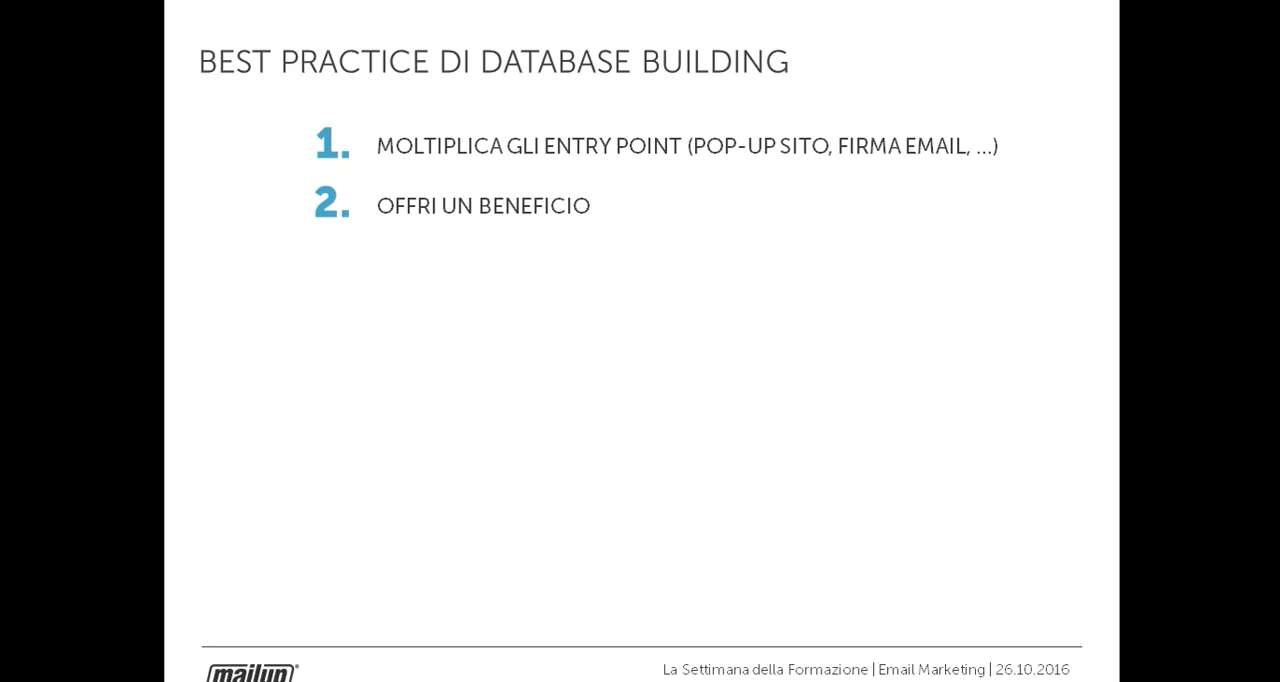 BEST PRACTICE DI DATABASE BUILDING
1. MOLTIPLICA GLI ENTRY POINT (POP-UP SITO, FIRMA EMAIL, ...)
2. OFFRI UN BENEFICIO
mailup®
La Settimana della Formazione | Email Marketing | 26.10.2016